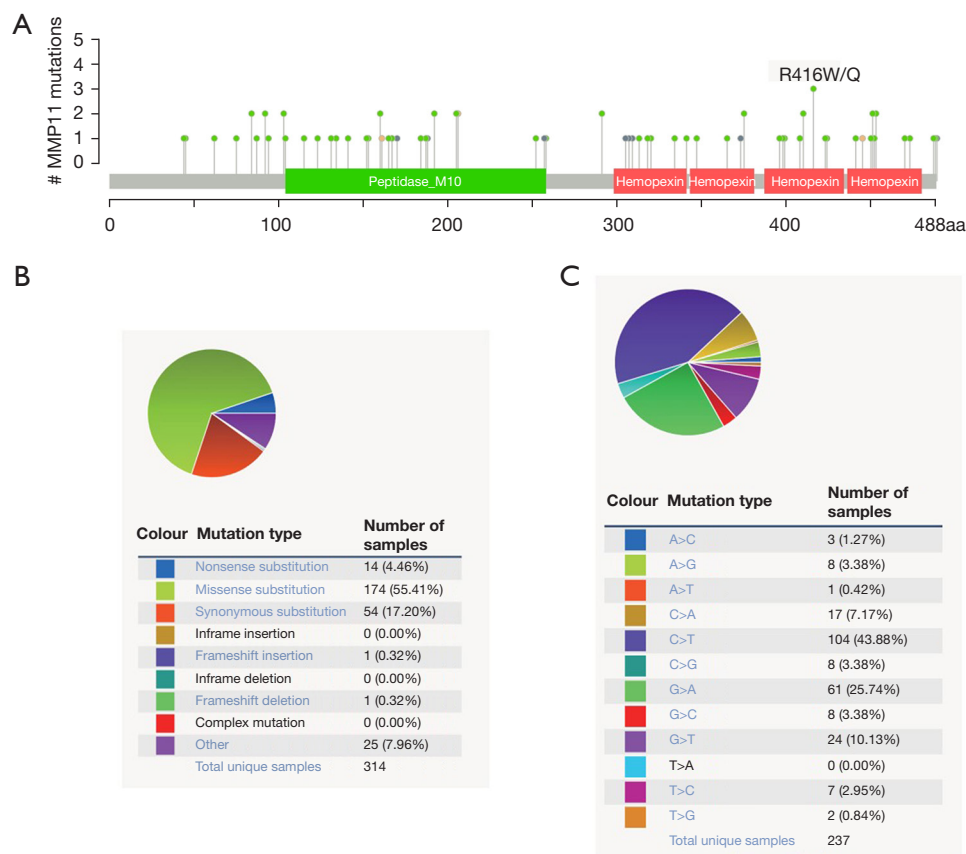 A
# MMP11 mutations
5
4
3
2
1
0
R416W/Q
Peptidase_M10
Hemopexin Hemopexin Hemopexin Hemopexin
0 100 200 300 400 488aa
B
Colour Mutation type Number of samples
Nonsense substitution 14 (4.46%)
Missense substitution 174 (55.41%)
Synonymous substitution 54 (17.20%)
Inframe insertion 0 (0.00%)
Frameshift insertion 1 (0.32%)
Inframe deletion 0 (0.00%)
Frameshift deletion 1 (0.32%)
Complex mutation 0 (0.00%)
Other 25 (7.96%)
Total unique samples 314
C
Colour Mutation type Number of samples
A>C 3 (1.27%)
A>G 8 (3.38%)
A>T 1 (0.42%)
C>A 17 (7.17%)
C>T 104 (43.88%)
C>G 8 (3.38%)
G>A 61 (25.74%)
G>C 8 (3.38%)
G>T 24 (10.13%)
T>A 0 (0.00%)
T>C 7 (2.95%)
T>G 2 (0.84%)
Total unique samples 237